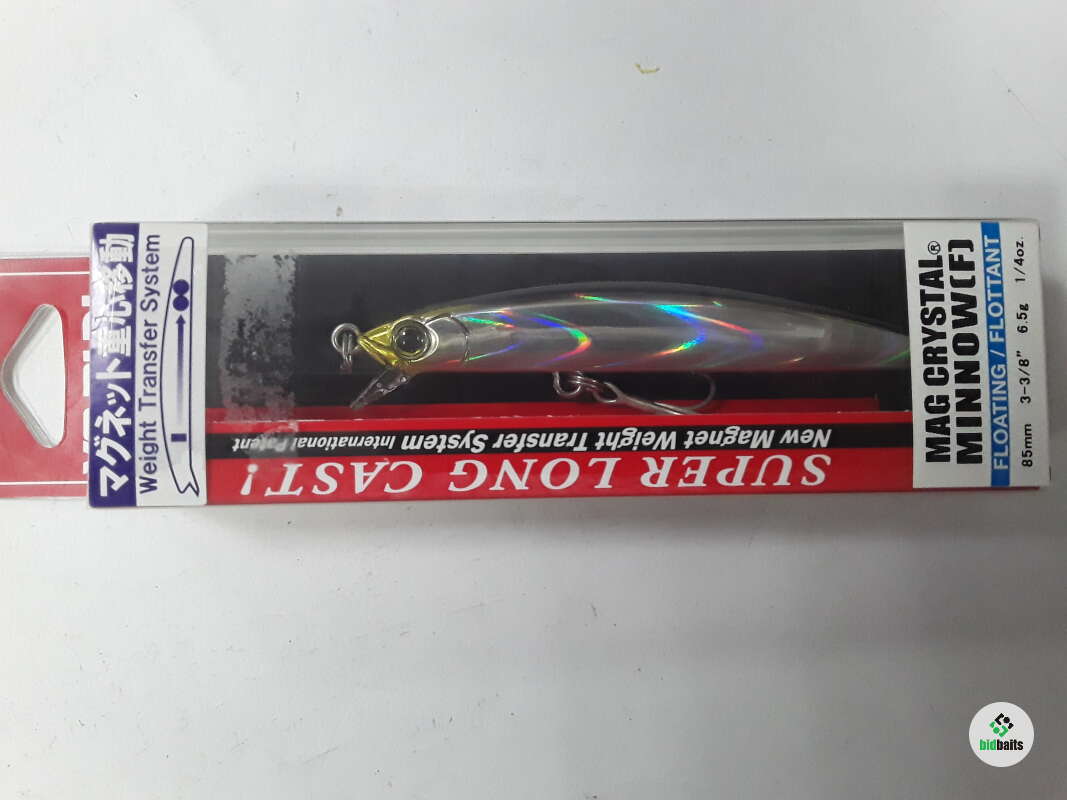 マグネット重心移動
Weight Transfer System
New Magnet Weight Transfer System International Patent
SUPER LONG CAST!
MAG CRYSTAL®
MINNOW(F)
FLOATING / FLOTTANT
85mm 3-3/8" 6.5g 1/4oz.
bidbaits